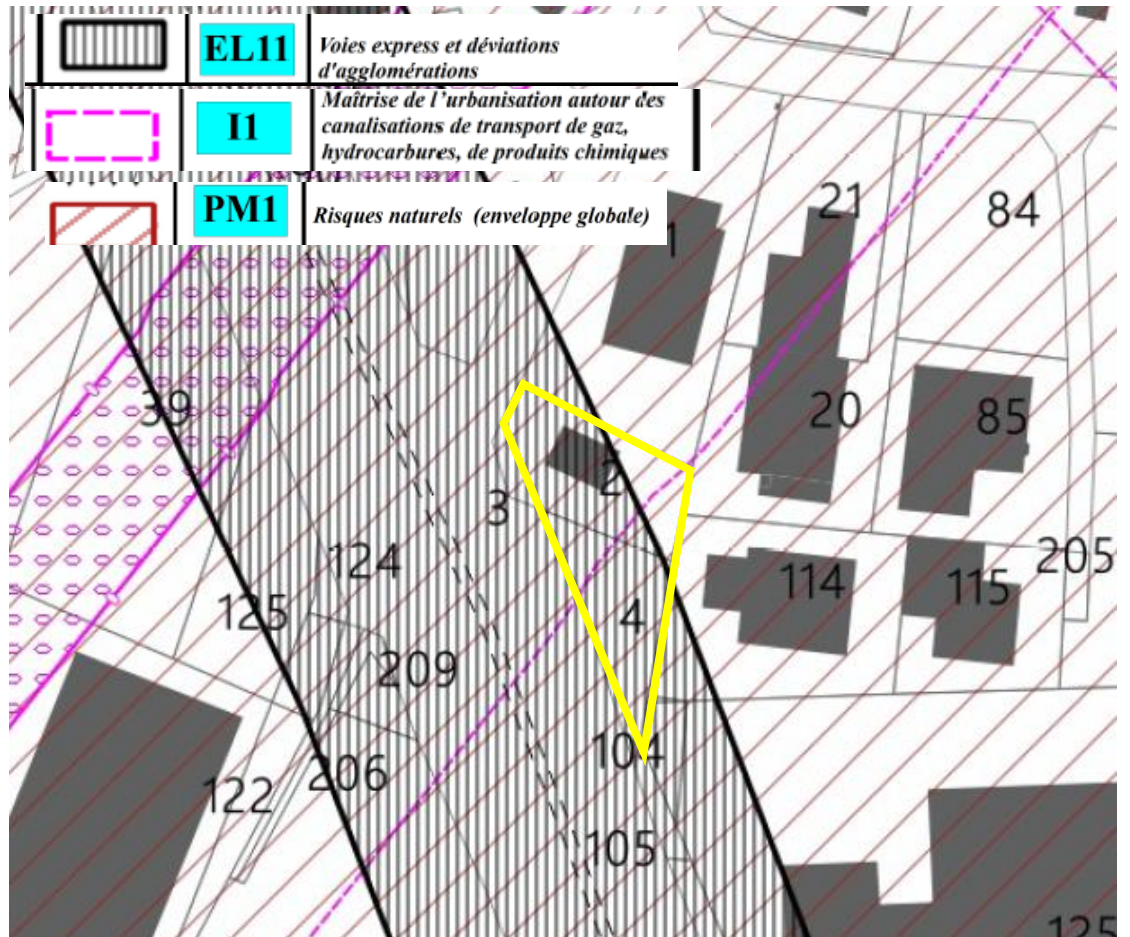 EL11
Voies express et déviations
d'agglomérations
I1
Maîtrise de l'urbanisation autour des
canalisations de transport de gaz,
hydrocarbures, de produits chimiques
PM1
Risques naturels (enveloppe globale)
1
21
84
39
20
85
2
3
124
114
115
205
125
4
209
104
206
122
105
125